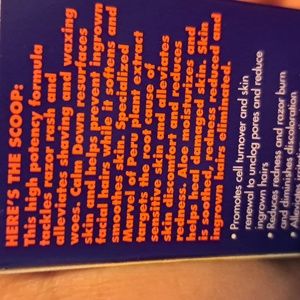 HERE'S THE SCOOP:
This high potency formula
tackles razor rash and
alleviates shaving and waxing
woes. Calm Down resurfaces
skin and helps prevent ingrown
facial hairs while it softens and
smoothes skin. Specialized
Marvel of Peru plant extract
targets the root cause of
sensitive skin and alleviates
skin discomfort and reduces
redness. Aloe moisturizes and
helps heal damaged skin. Skin
is soothed, redness reduced and
ingrown hairs eliminated.
• Promotes cell turnover and skin
renewal to unclog pores and reduce
ingrown hairs
• Reduces redness and razor burn
and diminishes discoloration